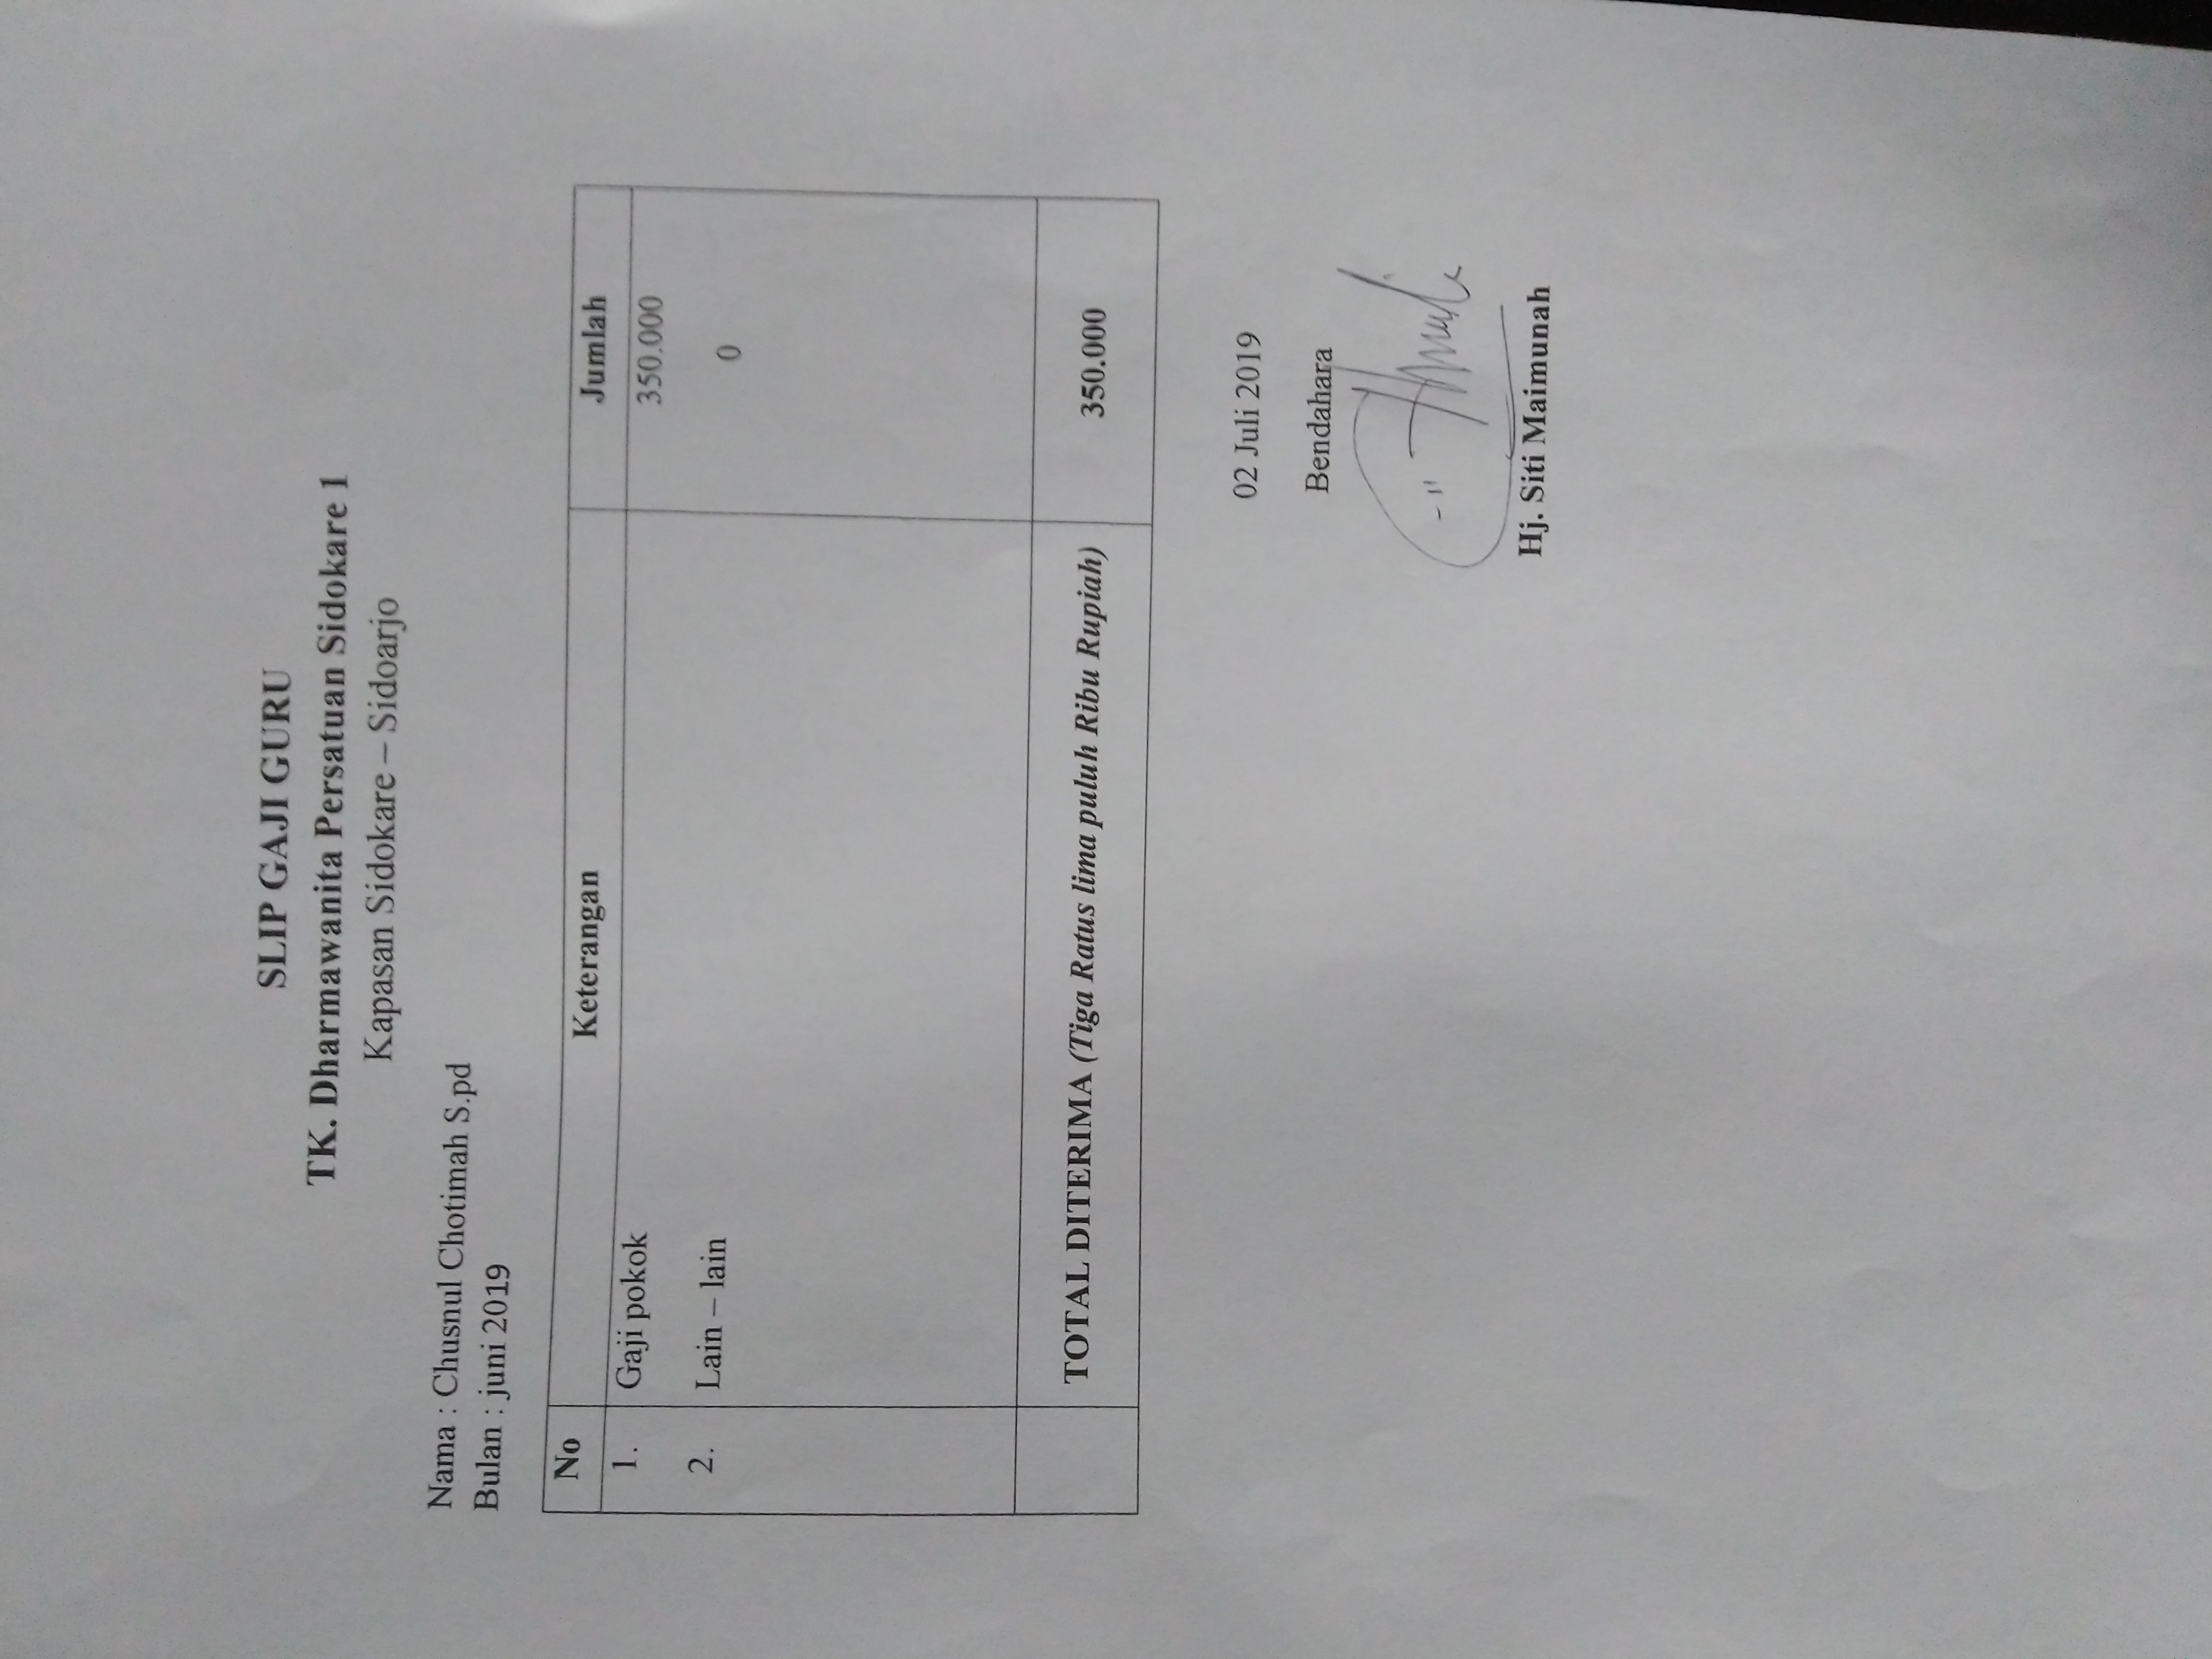 SLIP GAJI GURU
TK. Dharmawanita Persatuan Sidokare 1
Kapasan Sidokare – Sidoarjo
Nama : Chusnul Chotimah S.pd
Bulan : juni 2019
No Keterangan Jumlah
1. Gaji pokok 350.000
2. Lain – lain 0
TOTAL DITERIMA (Tiga Ratus lima puluh Ribu Rupiah) 350.000
02 Juli 2019
Bendahara
Hj. Siti Maimunah